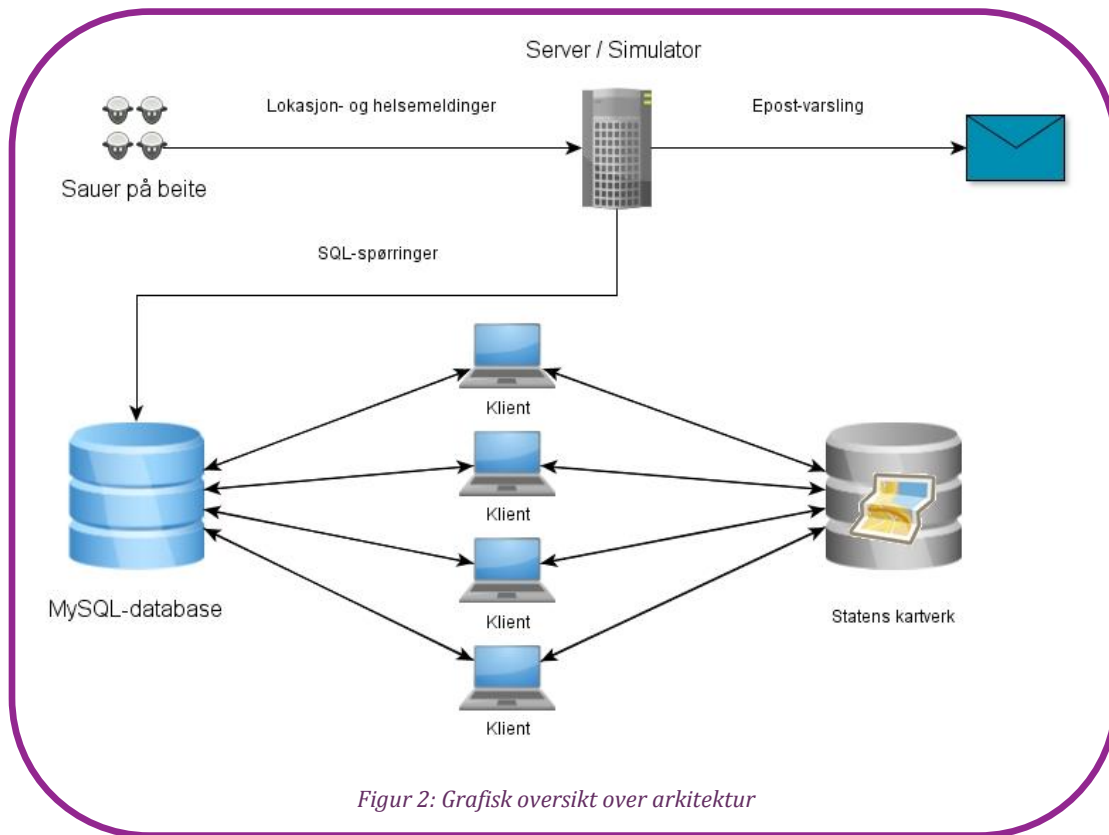 Server / Simulator
Lokasjon- og helsemeldinger
Epost-varsling
Sauer på beite
SQL-spørringer
Klient
Klient
Klient
Klient
MySQL-database
Statens kartverk
Figur 2: Grafisk oversikt over arkitektur